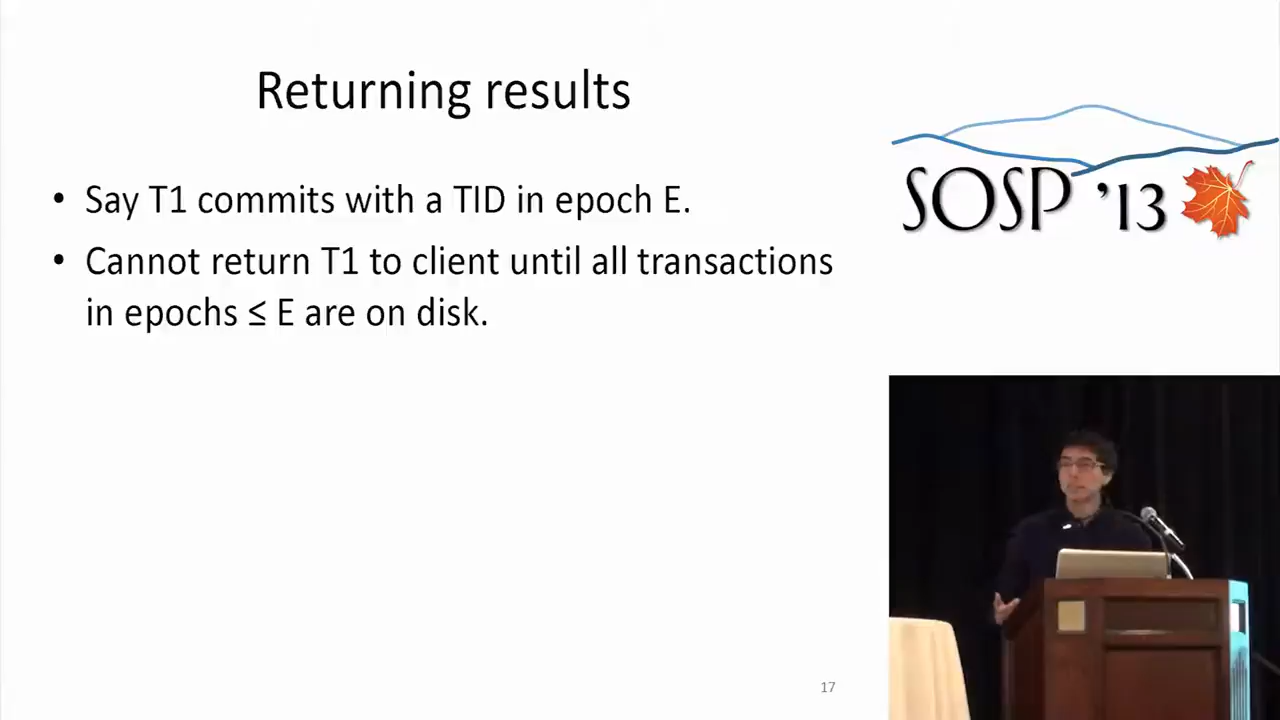 Returning results
• Say T1 commits with a TID in epoch E.
• Cannot return T1 to client until all transactions
in epochs ≤ E are on disk.
SOSP '13
17